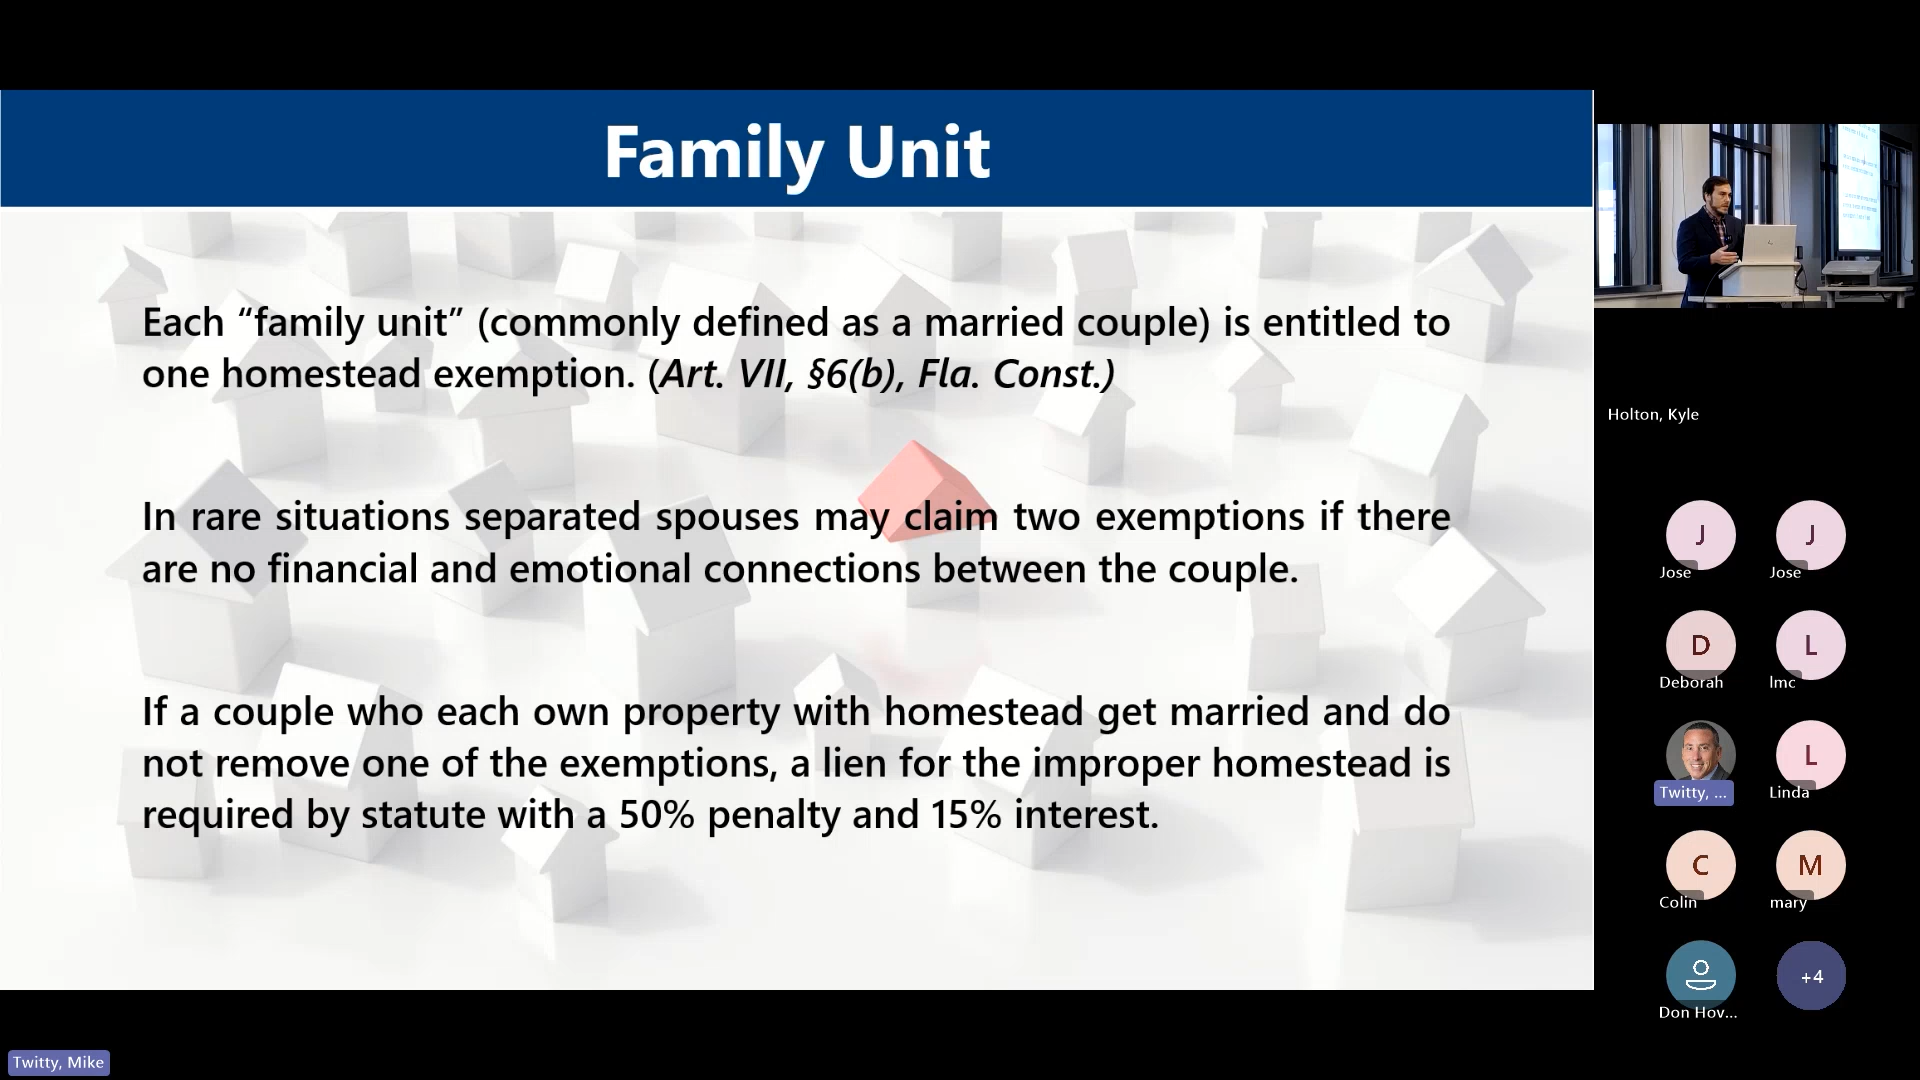 Family Unit
Each “family unit” (commonly defined as a married couple) is entitled to
one homestead exemption. (Art. VII, §6(b), Fla. Const.)
In rare situations separated spouses may claim two exemptions if there
are no financial and emotional connections between the couple.
If a couple who each own property with homestead get married and do
not remove one of the exemptions, a lien for the improper homestead is
required by statute with a 50% penalty and 15% interest.
Holton, Kyle
J
J
Jose
Jose
D
L
Deborah
lmc
L
Twitty, ...
Linda
C
M
Colin
mary
+4
Don Hov...
Twitty, Mike